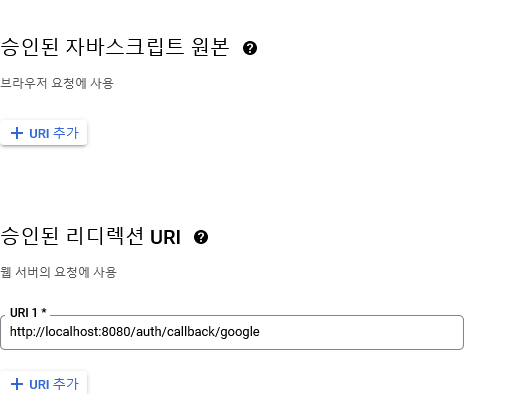 승인된 자바스크립트 원본
브라우저 요청에 사용
+ URI 추가
승인된 리디렉션 URI
웹 서버의 요청에 사용
URI 1 *
http://localhost:8080/auth/callback/google
+ URI 추가